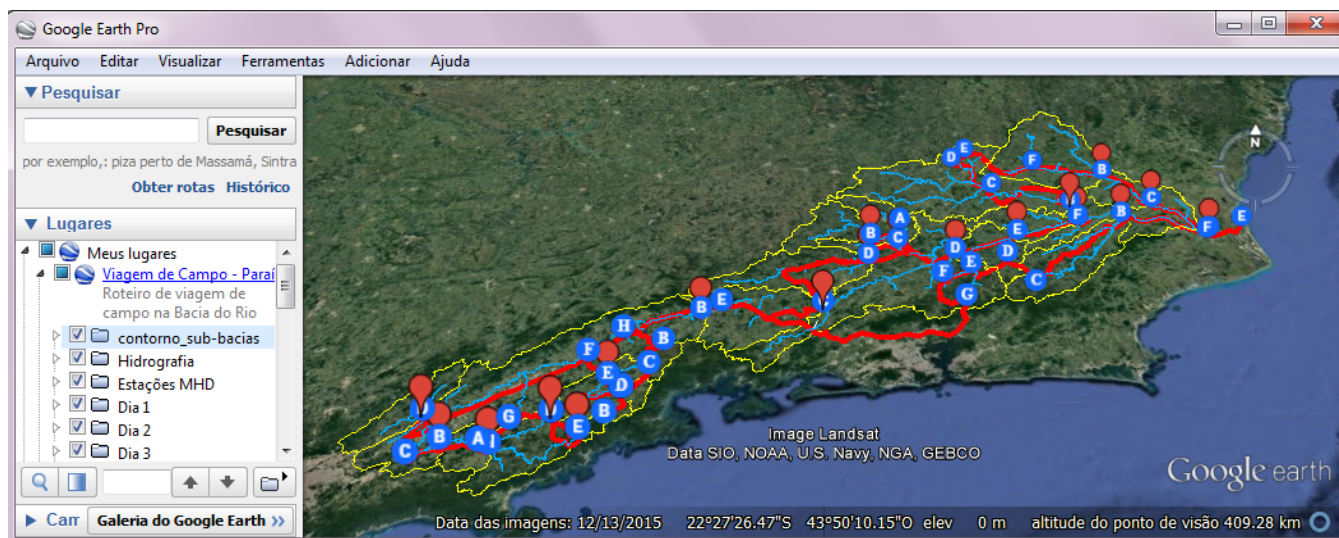 Google Earth Pro
Arquivo Editar Visualizar Ferramentas Adicionar Ajuda
Pesquisar
Pesquisar
por exemplo,: piza perto de Massamá, Sintra
Obter rotas Histórico
Lugares
Meus lugares
Viagem de Campo - Paraí
Roteiro de viagem de
campo na Bacia do Rio
contorno_sub-bacias
Hidrografia
Estações MHD
Dia 1
Dia 2
Dia 3
Cam
Galeria do Google Earth >>
N
E
D
F
B
C
C
B
F
E
F
A
B
C
D
E
D
D
E
F
C
G
B
E
H
B
F
C
E
D
G
B
E
B
A
I
C
Image Landsat
Data SIO, NOAA, U.S. Navy, NGA, GEBCO
Google earth
Data das imagens: 12/13/2015 22°27'26.47"S 43°50'10.15"O elev 0 m altitude do ponto de visão 409.28 km